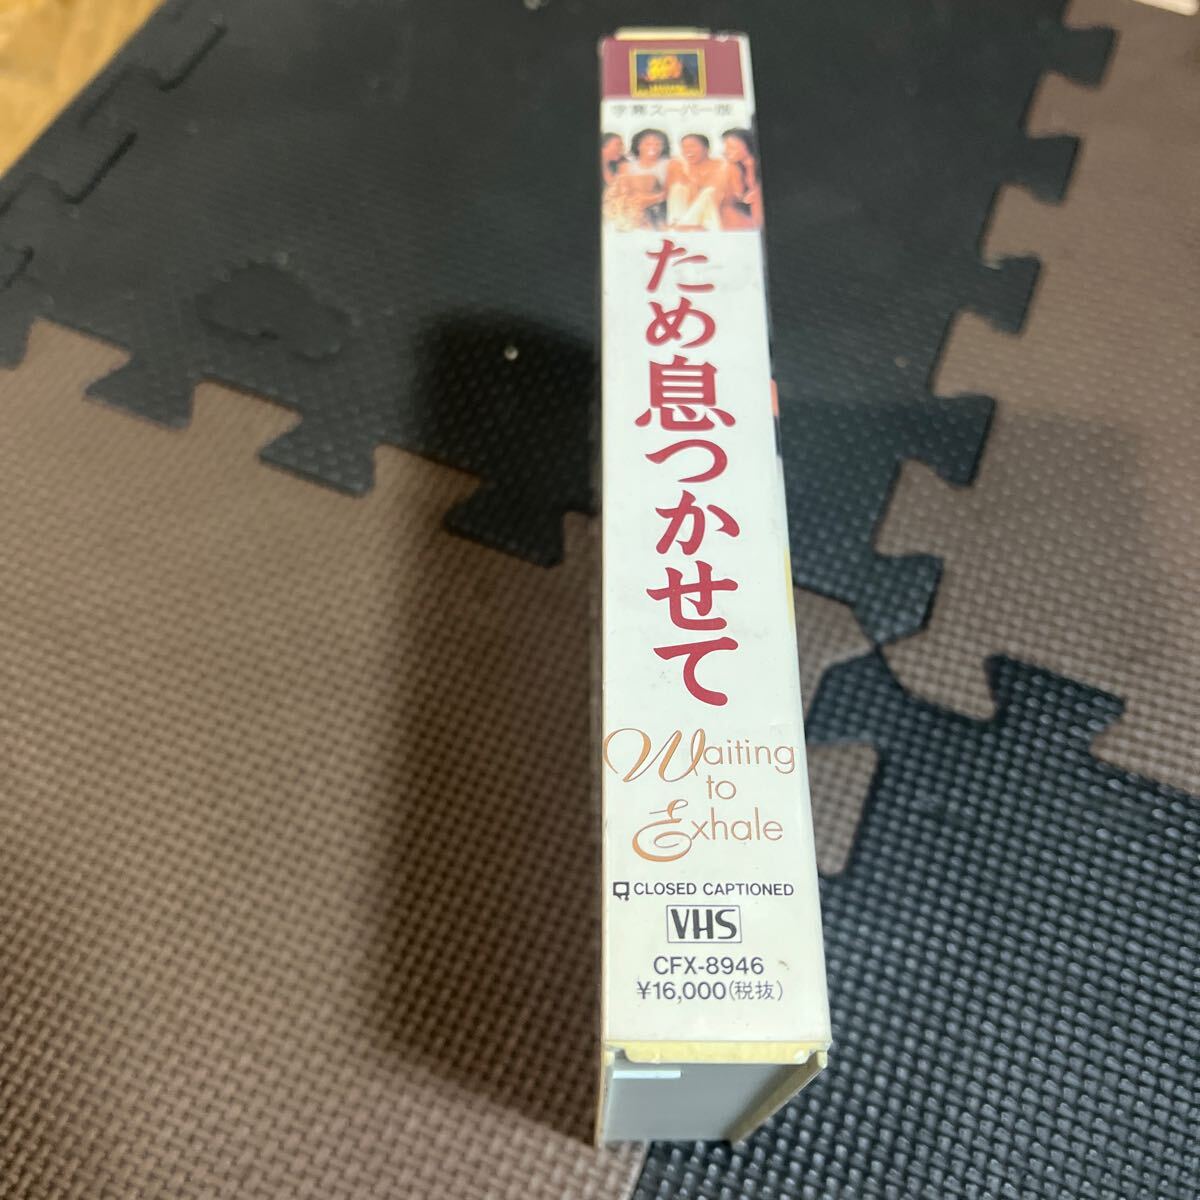 字幕スーパー版
ため息つかせて
Waiting
to
Exhale
CLOSED CAPTIONED
VHS
CFX-8946
¥16,000(税抜)